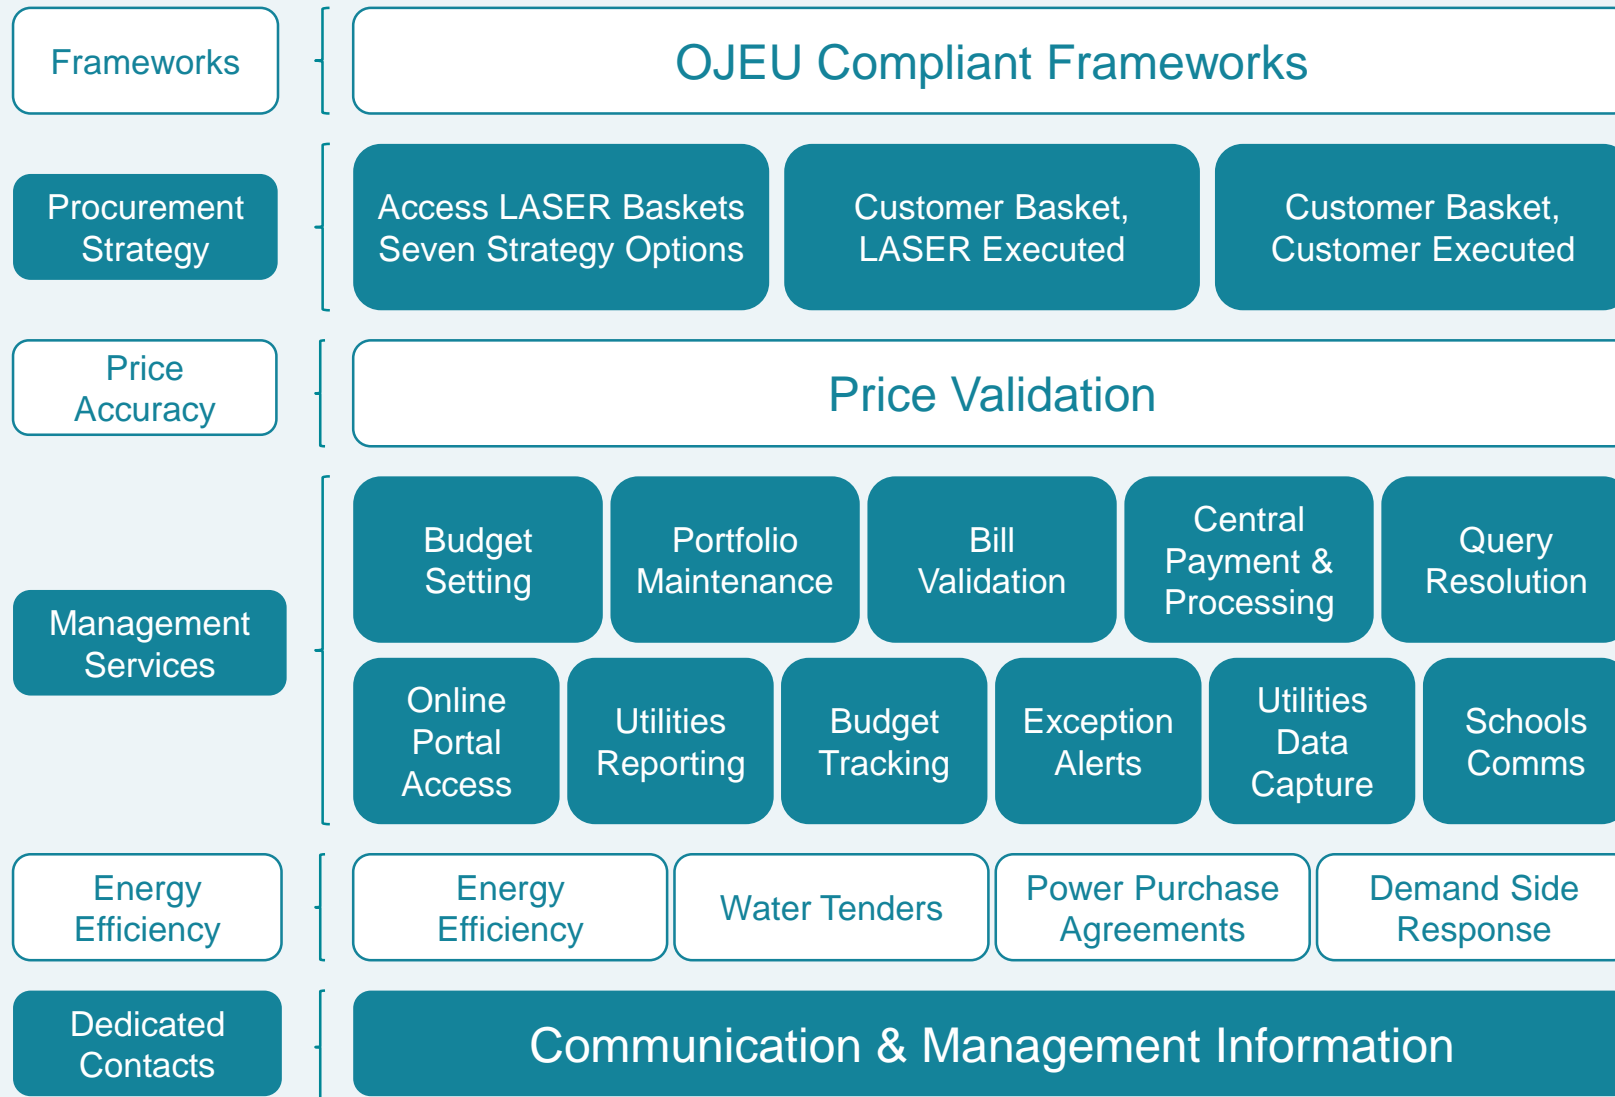 Frameworks
OJEU Compliant Frameworks
Procurement
Strategy
Access LASER Baskets
Seven Strategy Options
Customer Basket,
LASER Executed
Customer Basket,
Customer Executed
Price
Accuracy
Price Validation
Management
Services
Budget
Setting
Portfolio
Maintenance
Bill
Validation
Central
Payment &
Processing
Query
Resolution
Online
Portal
Access
Utilities
Reporting
Budget
Tracking
Exception
Alerts
Utilities
Data
Capture
Schools
Comms
Energy
Efficiency
Energy
Efficiency
Water Tenders
Power Purchase
Agreements
Demand Side
Response
Dedicated
Contacts
Communication & Management Information